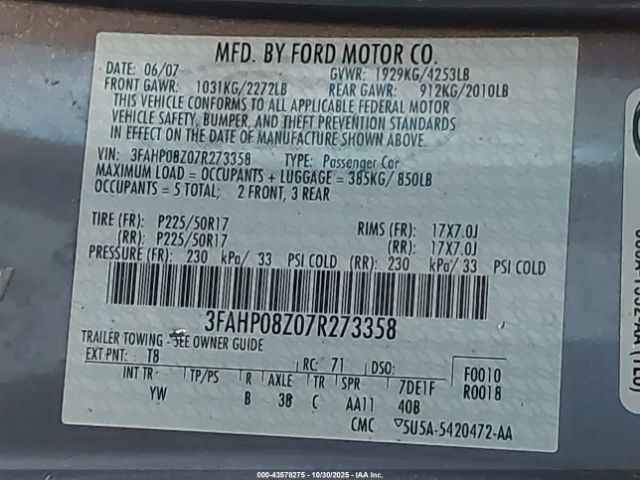 MFD. BY FORD MOTOR CO.
DATE: 06/07 GVWR: 1929KG/4253LB
FRONT GAWR: 1031KG/2272LB REAR GAWR: 912KG/2010LB
THIS VEHICLE CONFORMS TO ALL APPLICABLE FEDERAL MOTOR
VEHICLE SAFETY, BUMPER, AND THEFT PREVENTION STANDARDS
IN EFFECT ON THE DATE OF MANUFACTURE SHOWN ABOVE.
VIN: 3FAHP08Z07R273358 TYPE: Passenger Car
MAXIMUM LOAD = OCCUPANTS + LUGGAGE = 385KG/ 850LB
OCCUPANTS = 5 TOTAL; 2 FRONT, 3 REAR
TIRE (FR): P225/50R17 RIMS (FR): 17X7.0J
(RR): P225/50R17 (RR): 17X7.0J
PRESSURE (FR): 230 kPa/ 33 PSI COLD (RR): 230 kPa/ 33 PSI COLD
3FAHP08Z07R273358
TRAILER TOWING - SEE OWNER GUIDE
EXT PNT: T8 RC: 71 DSO: F0010
INT TR TP/PS R AXLE TR SPR 7DE1F R0018
YW B 38 C AA11 40B
CMC 5U5A-5420472-AA
000-43578275 - 10/30/2025 - IAA, Inc.